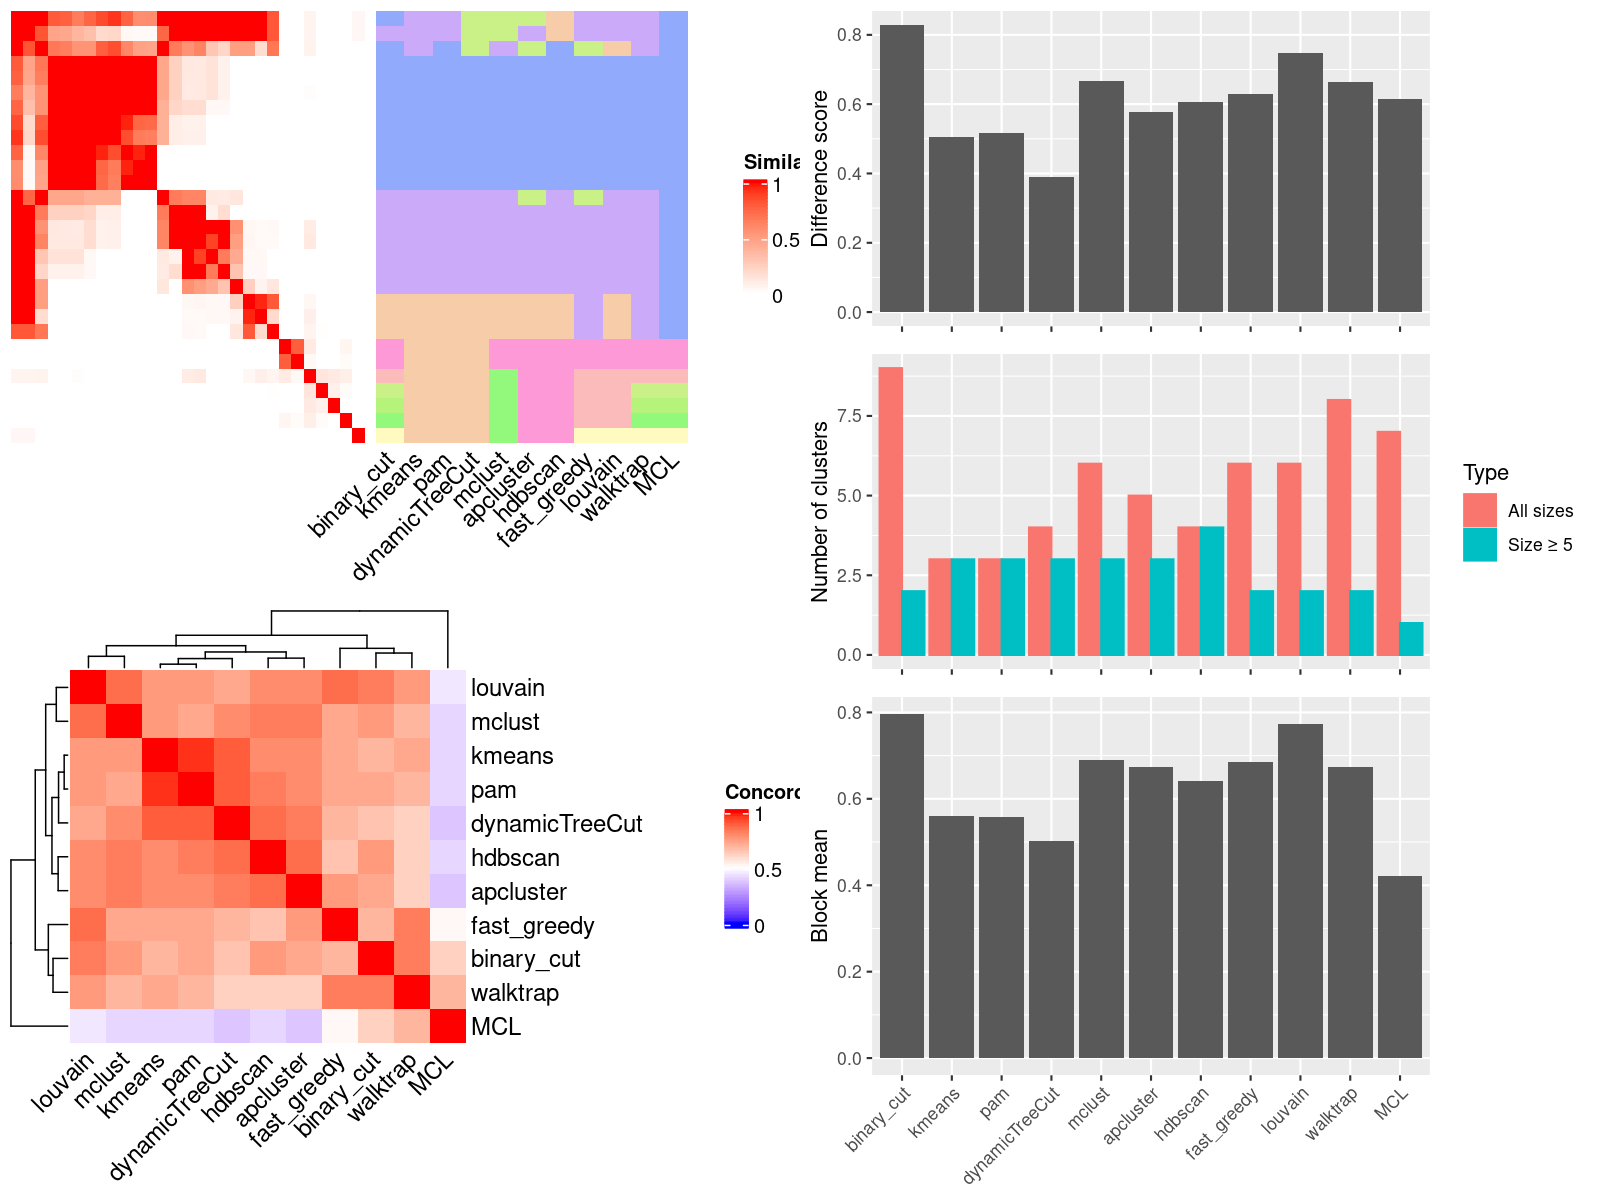 Simila
1
0.5
0
binary_cut
kmeans
pam
dynamicTreeCut
mclust
apcluster
hdbscan
fast_greedy
louvain
walktrap
MCL
Difference score
0.8
0.6
0.4
0.2
0.0
Number of clusters
7.5
5.0
2.5
0.0
Type
All sizes
Size ≥ 5
louvain
mclust
kmeans
pam
dynamicTreeCut
hdbscan
apcluster
fast_greedy
binary_cut
walktrap
MCL
louvain
mclust
kmeans
pam
dynamicTreeCut
hdbscan
apcluster
fast_greedy
binary_cut
walktrap
MCL
Concord
1
0.5
0
Block mean
0.8
0.6
0.4
0.2
0.0
binary_cut
kmeans
pam
dynamicTreeCut
mclust
apcluster
hdbscan
fast_greedy
louvain
walktrap
MCL